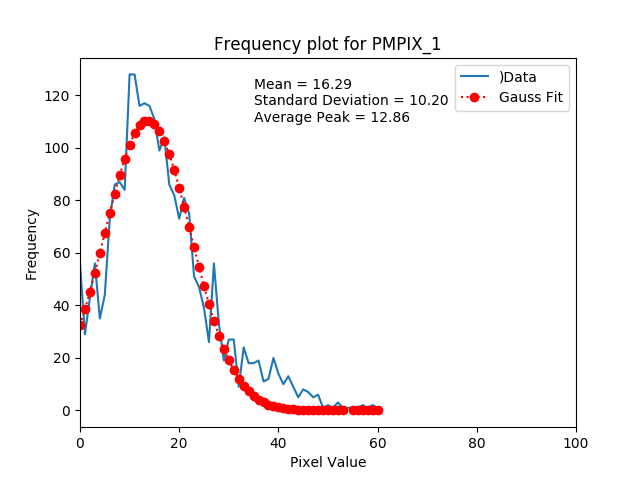 Frequency plot for PMPIX_1
Mean = 16.29
Standard Deviation = 10.20
Average Peak = 12.86
)Data
Gauss Fit
Frequency
120
100
80
60
40
20
0
0 20 40 60 80 100
Pixel Value